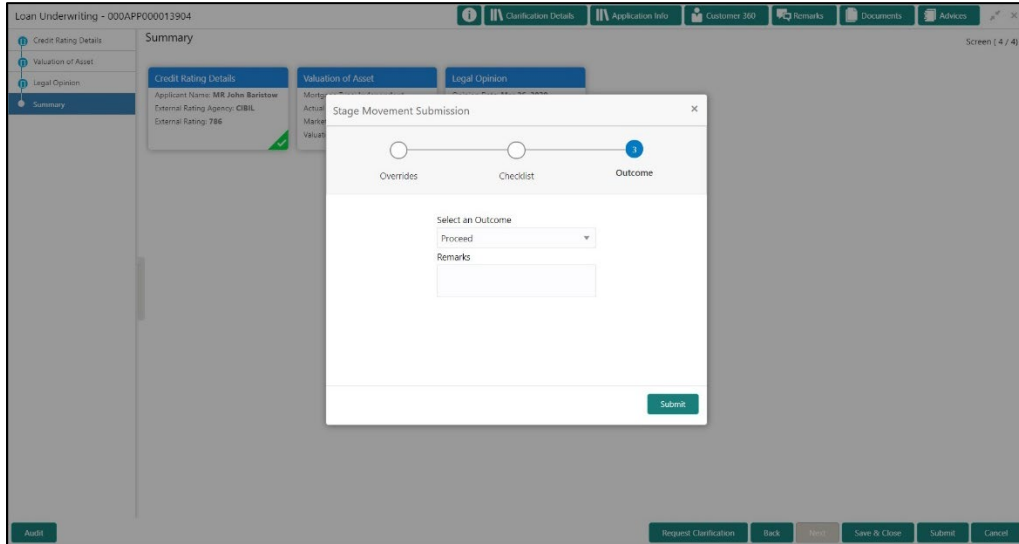 Loan Underwriting - 000APP000013904
Clarification Details
Application Info
Customer 360
Remarks
Documents
Advices
Credit Rating Details
Valuation of Asset
Legal Opinion
Summary
Summary
Screen ( 4 / 4)
Credit Rating Details
Applicant Name: MR John Baristow
External Rating Agency: CIBIL
External Rating: 786
Valuation of Asset
Actual
Market
Legal Opinion
Stage Movement Submission
3
Overrides
Checklist
Outcome
Select an Outcome
Proceed
Remarks
Submit
Audit
Request Clarification
Back
Next
Save & Close
Submit
Cancel